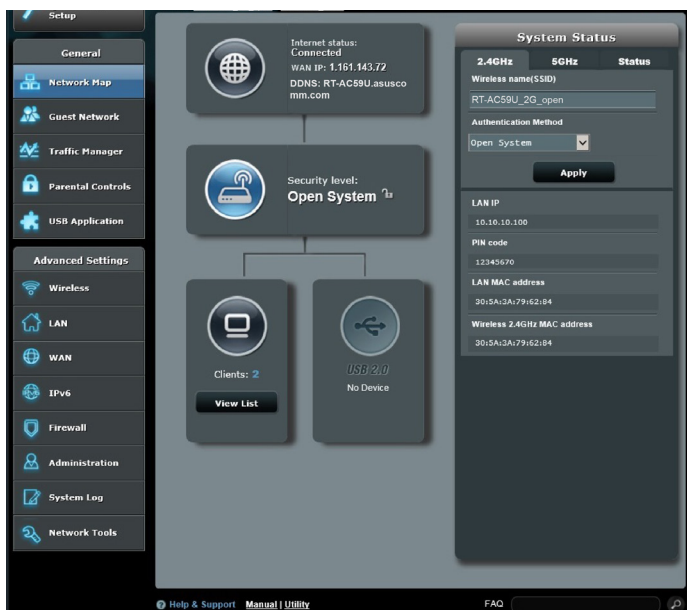 Setup
General
Network Map
Guest Network
Traffic Manager
Parental Controls
USB Application
Advanced Settings
Wireless
LAN
WAN
IPv6
Firewall
Administration
System Log
Network Tools
Internet status:
Connected
WAN IP: 1.161.143.72
DDNS: RT-AC59U.asusco
mm.com
Security level:
Open System
Clients: 2
View List
USB 2.0
No Device
System Status
2.4GHz 5GHz Status
Wireless name(SSID)
RT-AC59U_2G_open
Authentication
Method
Open System
Apply
LAN IP
10.10.10.100
PIN code
12345670
LAN MAC address
30:5A:3A:79:62:84
Wireless 2.4GHz MAC address
30:5A:3A:79:62:84
Help & Support Manual | Utility FAQ